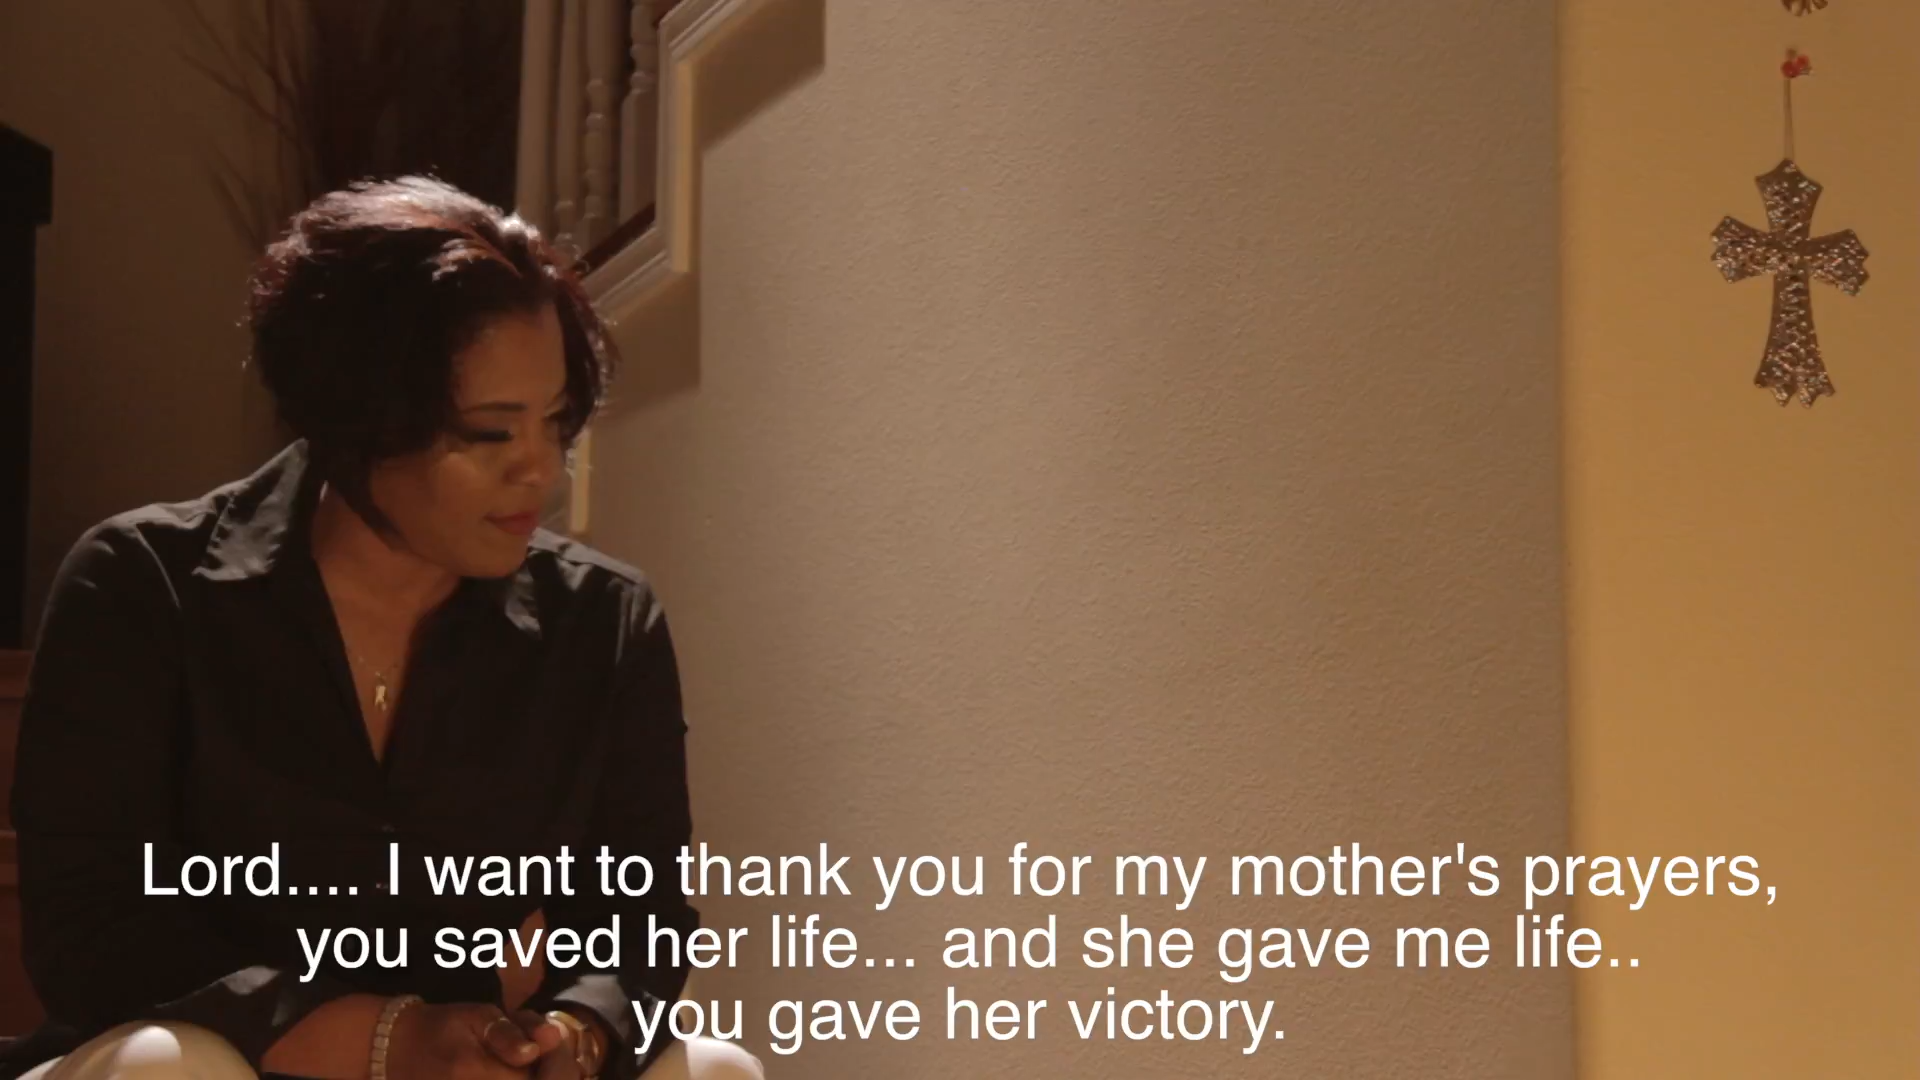 Lord.... I want to thank you for my mother's prayers,
you saved her life... and she gave me life..
you gave her victory.